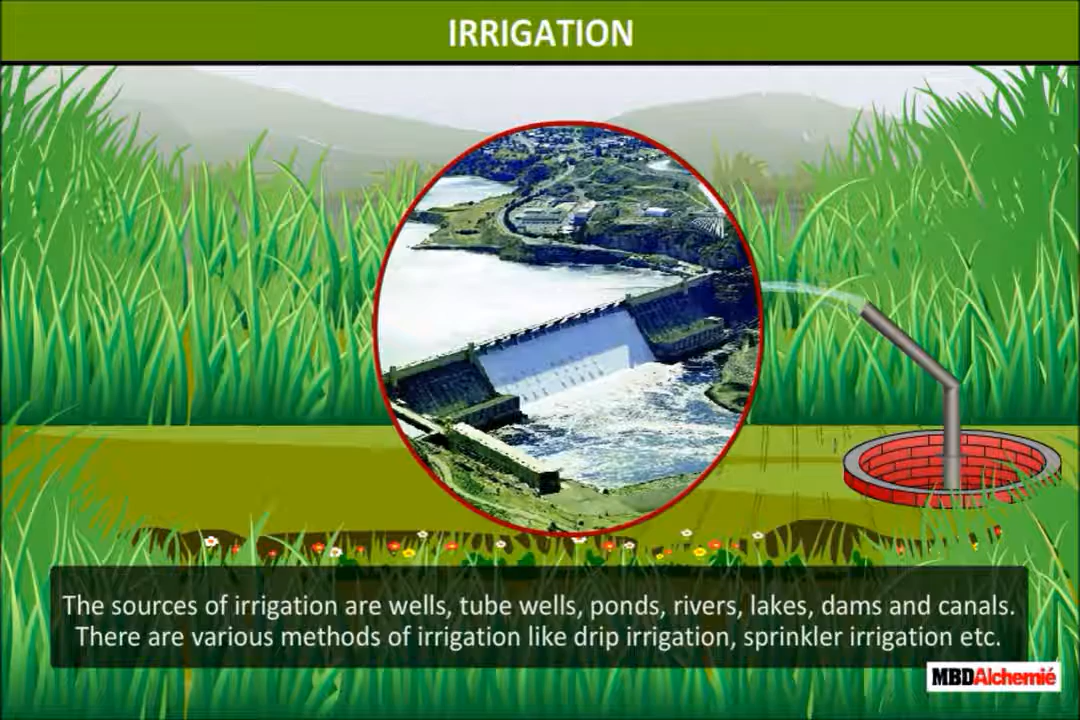 IRRIGATION
The sources of irrigation are wells, tube wells, ponds, rivers, lakes, dams and canals.
There are various methods of irrigation like drip irrigation, sprinkler irrigation etc.
MBDAlchemié